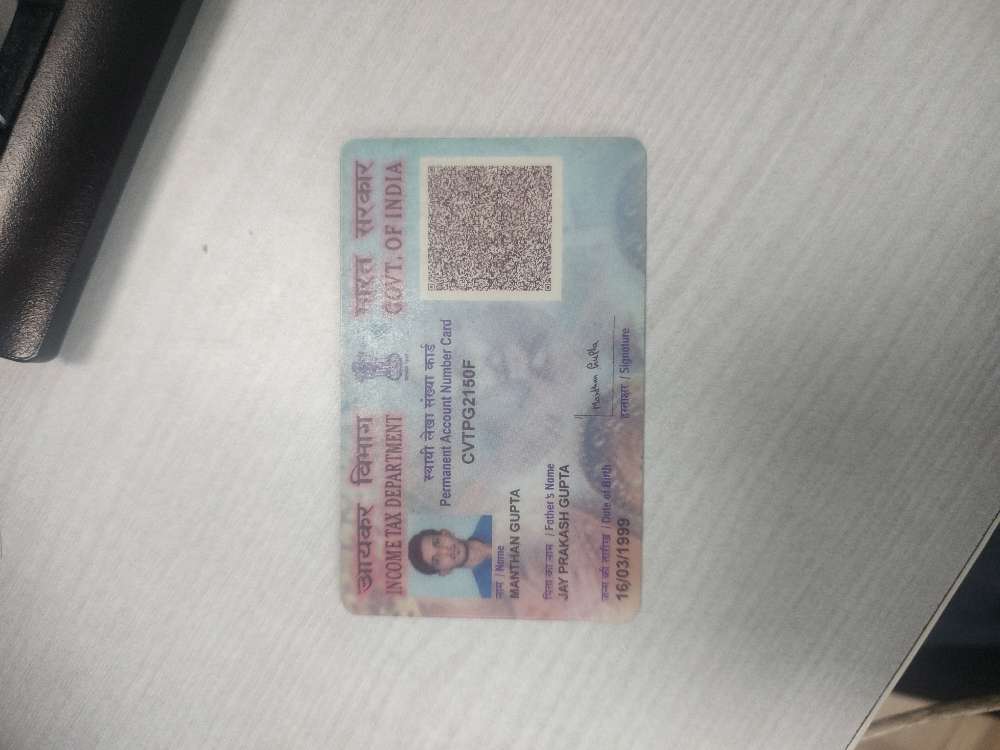 आयकर विभाग
INCOME TAX DEPARTMENT
भारत सरकार
GOVT. OF INDIA
स्थायी लेखा संख्या कार्ड
Permanent Account Number Card
CVTPG2150F
नाम / Name
MANTHAN GUPTA
पिता का नाम / Father's Name
JAY PRAKASH GUPTA
जन्म की तारीख / Date of Birth
16/03/1999
Manthan Gupta
हस्ताक्षर / Signature